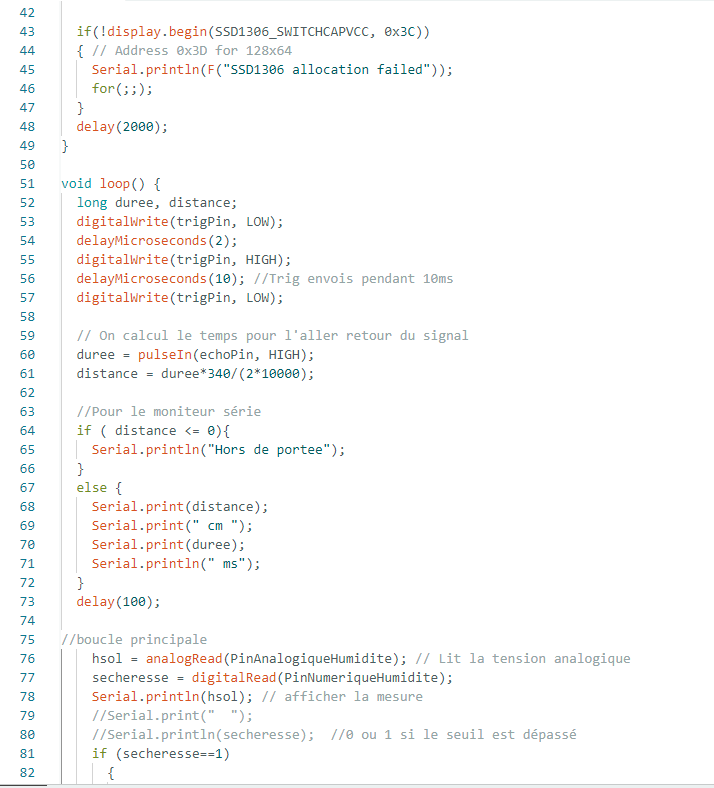 42
43 if(!display.begin(SSD1306_SWITCHCAPVCC, 0x3C))
44 { // Address 0x3D for 128x64
45 Serial.println(F("SSD1306 allocation failed"));
46 for(;;);
47 }
48 delay(2000);
49 }
50
51 void loop() {
52 long duree, distance;
53 digitalWrite(trigPin, LOW);
54 delayMicroseconds(2);
55 digitalWrite(trigPin, HIGH);
56 delayMicroseconds(10); //Trig envois pendant 10ms
57 digitalWrite(trigPin, LOW);
58
59 // On calcul le temps pour l'aller retour du signal
60 duree = pulseIn(echoPin, HIGH);
61 distance = duree*340/(2*10000);
62
63 //Pour le moniteur série
64 if ( distance <= 0){
65 Serial.println("Hors de portee");
66 }
67 else {
68 Serial.print(distance);
69 Serial.print(" cm ");
70 Serial.print(duree);
71 Serial.println(" ms");
72 }
73 delay(100);
74
75 //boucle principale
76 hsol = analogRead(PinAnalogiqueHumidite); // Lit la tension analogique
77 secheresse = digitalRead(PinNumeriqueHumidite);
78 Serial.println(hsol); // afficher la mesure
79 //Serial.print("  ");
80 //Serial.println(secheresse);  //0 ou 1 si le seuil est dépassé
81 if (secheresse==1)
82 {